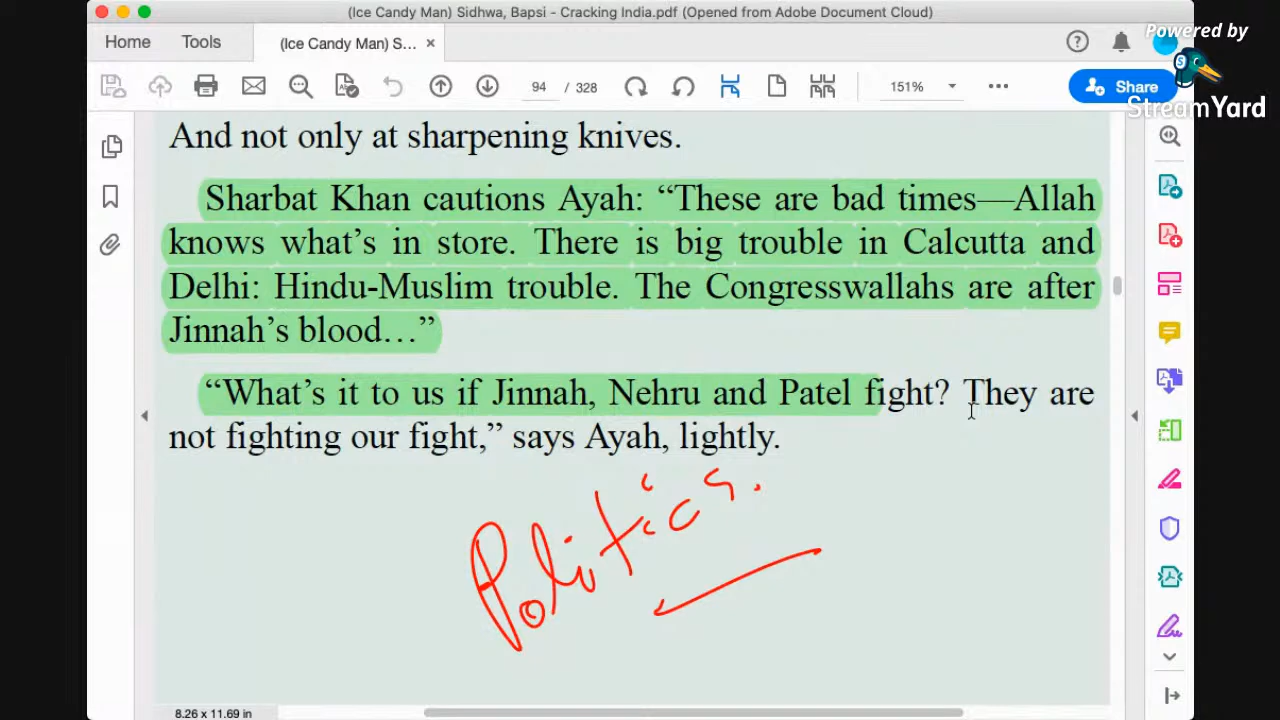 (Ice Candy Man) Sidhwa, Bapsi - Cracking India.pdf (Opened from Adobe Document Cloud)
Powered by
StreamYard
Home Tools (Ice Candy Man) S... ×
94 / 328 151% Share
And not only at sharpening knives.
Sharbat Khan cautions Ayah: “These are bad times—Allah
knows what’s in store. There is big trouble in Calcutta and
Delhi: Hindu-Muslim trouble. The Congresswallahs are after
Jinnah’s blood…”
“What’s it to us if Jinnah, Nehru and Patel fight? They are
not fighting our fight,” says Ayah, lightly.
Politics.
8.26 x 11.69 in